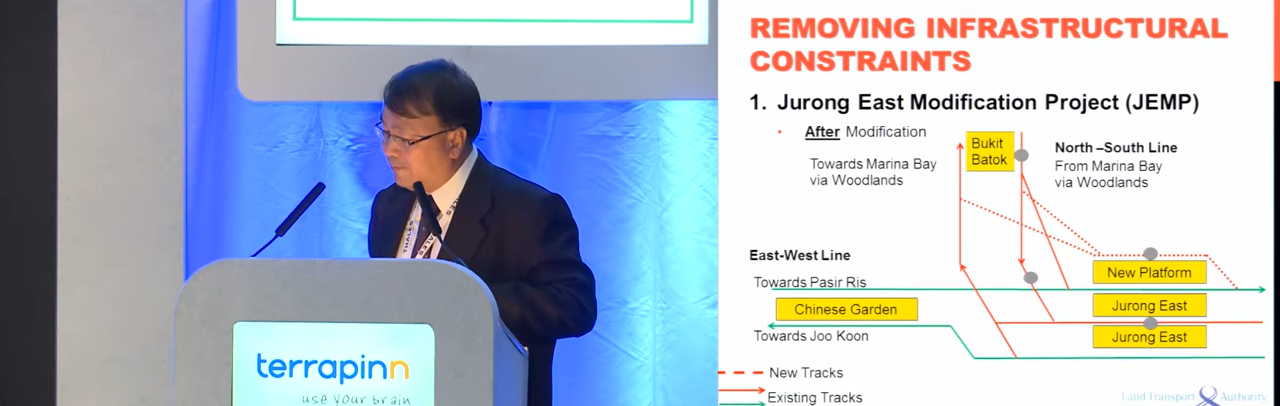 THALES
terrapinn
use your brain
REMOVING INFRASTRUCTURAL
CONSTRAINTS
1. Jurong East Modification Project (JEMP)
• After Modification
Bukit
Batok
North –South Line
Towards Marina Bay
via Woodlands
From Marina Bay
via Woodlands
East-West Line
Towards Pasir Ris
New Platform
Chinese Garden
Jurong East
Towards Joo Koon
Jurong East
New Tracks
Existing Tracks
Land Transport Authority